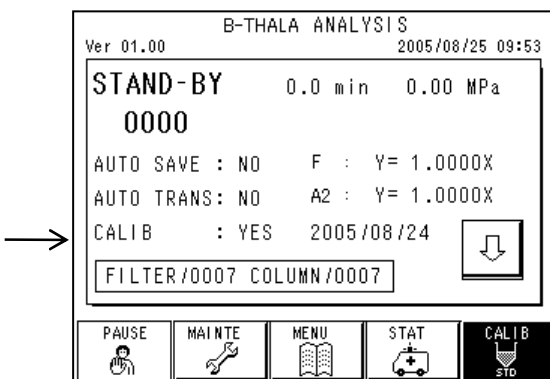 B-THALA ANALYSIS
Ver 01.00 2005/08/25 09:53
STAND-BY 0.0 min 0.00 MPa
0000
AUTO SAVE : NO F : Y= 1.0000X
AUTO TRANS: NO A2 : Y= 1.0000X
CALIB : YES 2005/08/24
FILTER/0007 COLUMN/0007
PAUSE MAINTE MENU STAT CALIB
STD